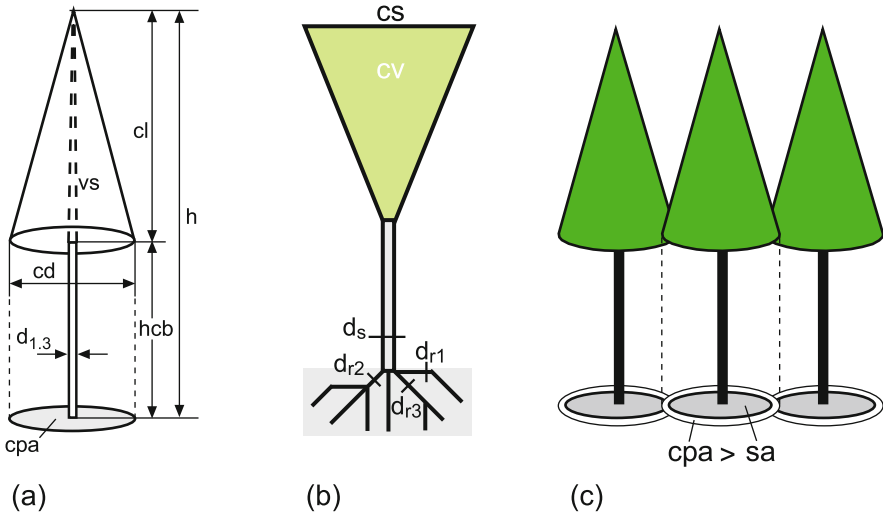 cl
vs
h
cd
hcb
d1.3
cpa
(a)
cs
cv
ds
dr1
dr2
dr3
(b)
cpa > sa
(c)